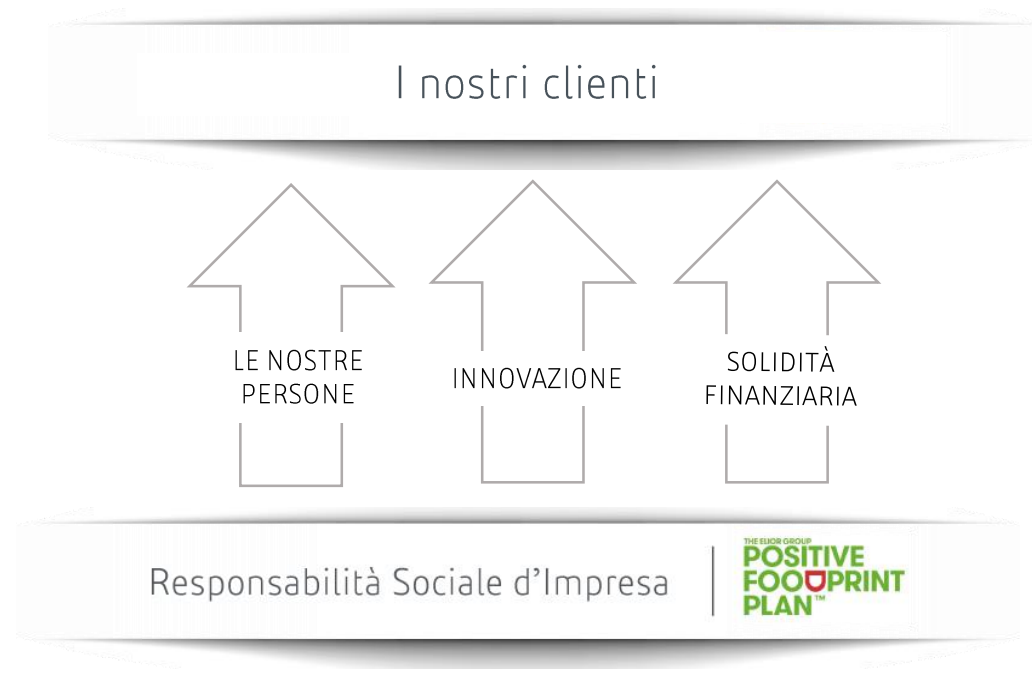 I nostri clienti
LE NOSTRE
PERSONE
INNOVAZIONE
SOLIDITÀ
FINANZIARIA
Responsabilità Sociale d'Impresa
THE ELIOR GROUP
POSITIVE
FOODPRINT
PLAN™